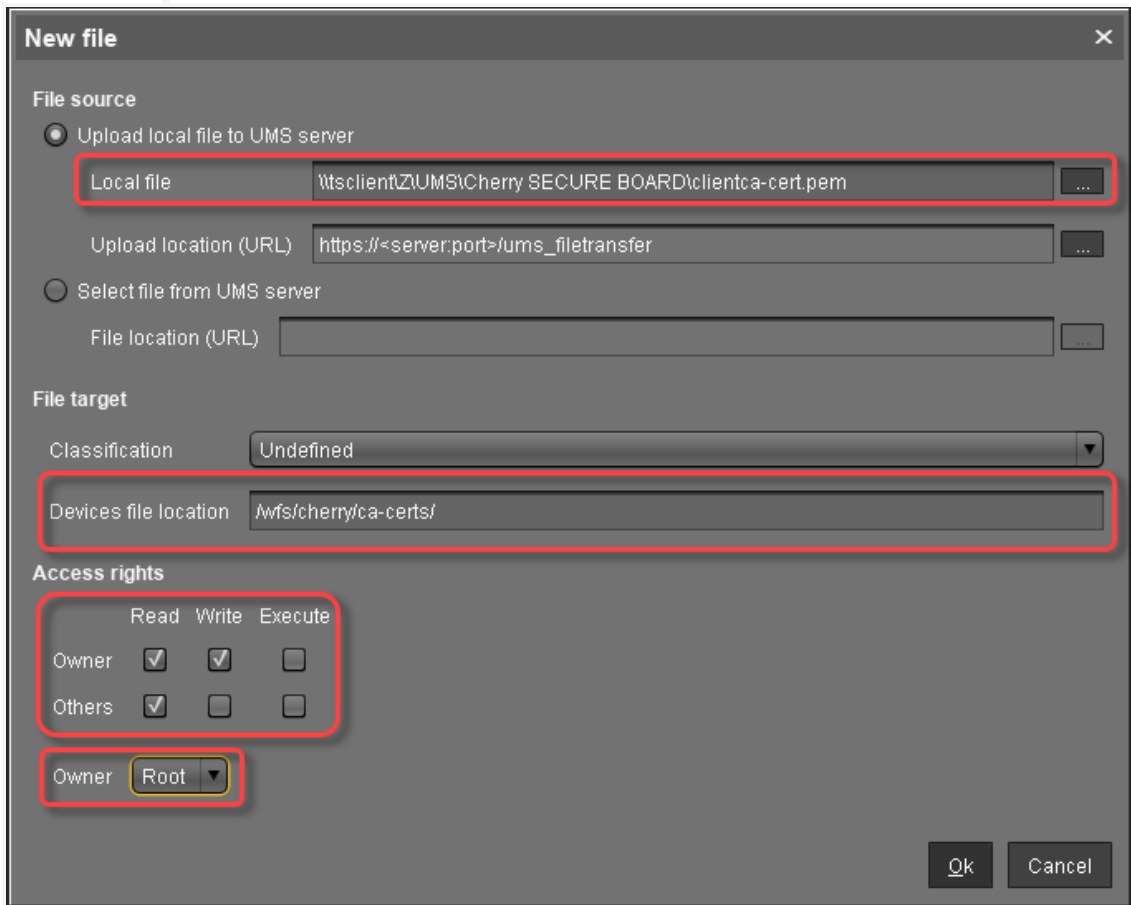 New file
×
File source
Upload local file to UMS server
Local file \\tsclient\Z\UMS\Cherry SECURE BOARD\clientca-cert.pem ...
Upload location (URL) https://<server:port>/ums_filetransfer ...
Select file from UMS server
File location (URL) ...
File target
Classification Undefined
Devices file location /wfs/cherry/ca-certs/
Access rights
Read Write Execute
Owner
Others
Owner Root
Ok Cancel